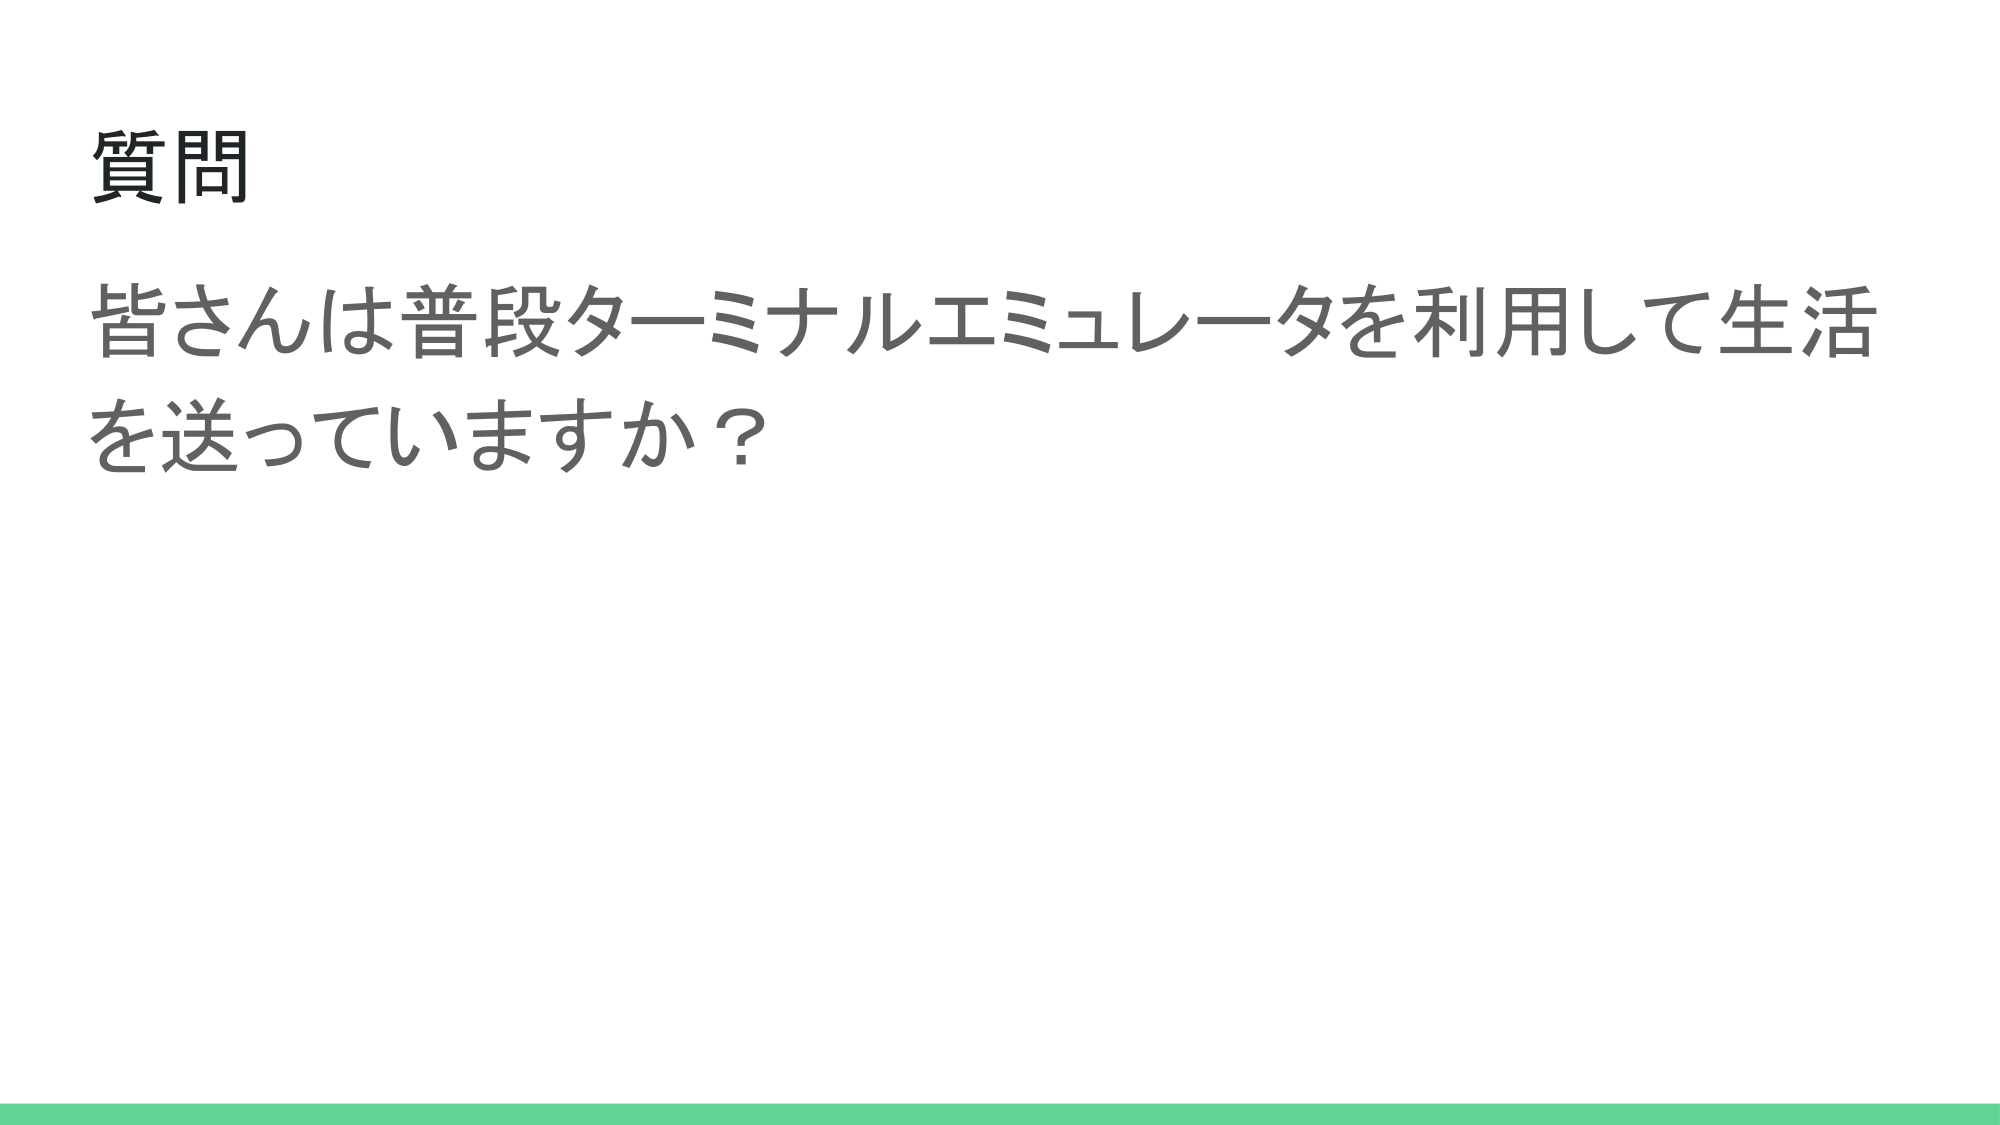 質問
皆さんは普段ターミナルエミュレータを利用して生活
を送っていますか？